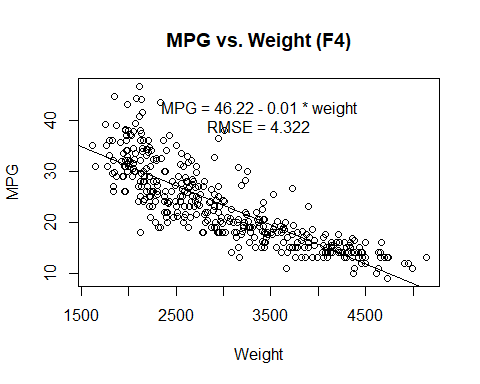 MPG vs. Weight (F4)
MPG = 46.22 - 0.01 * weight
RMSE = 4.322
MPG
40
30
20
10
1500 2500 3500 4500
Weight